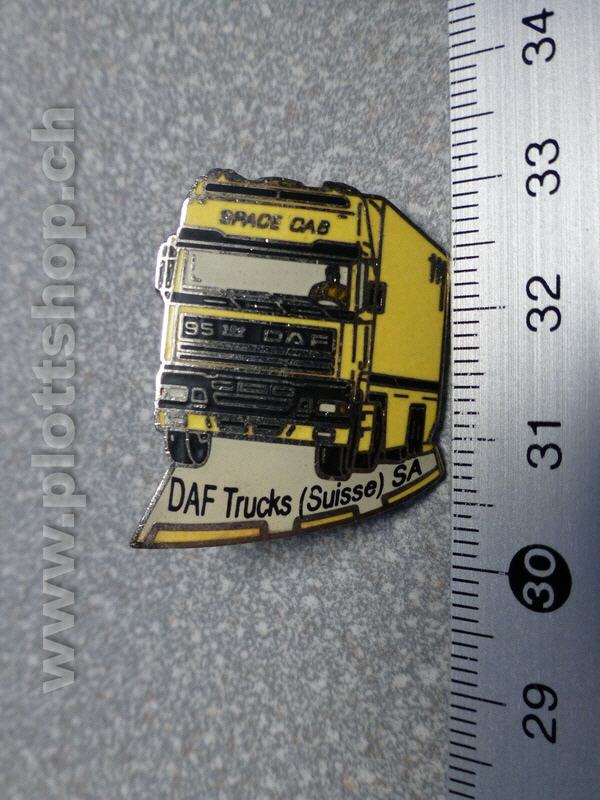 SPACE CAB
95 DAF
DAF Trucks (Suisse) SA
www.plottshop.ch
34
33
32
31
30
29